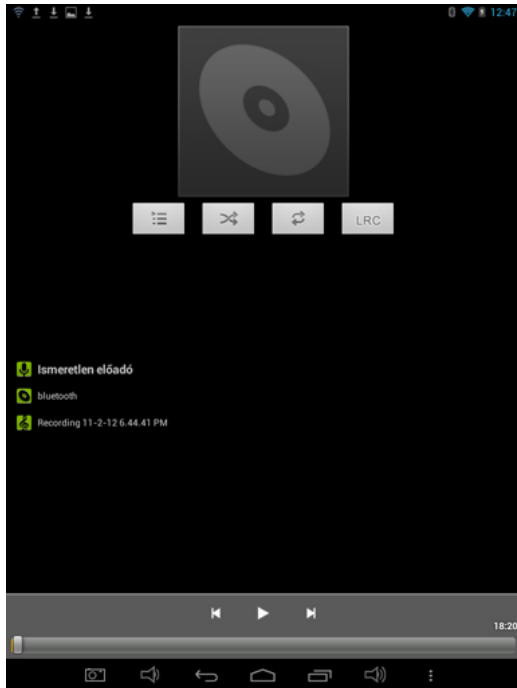 12:47
LRC
Ismeretlen előadó
bluetooth
Recording 11-2-12 6.44.41 PM
18:20